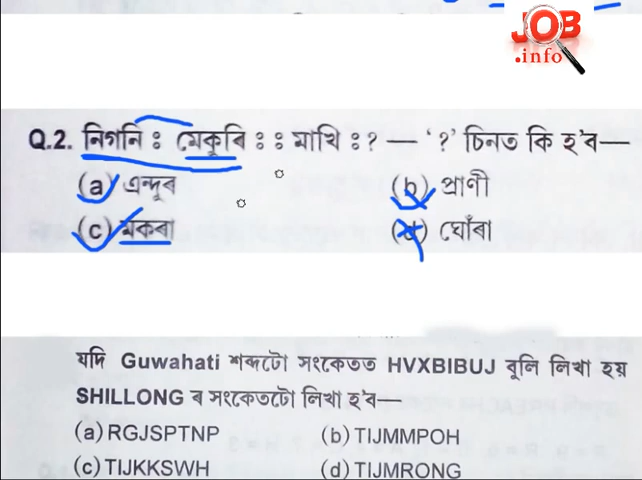 JOB
.info
Q.2. নিগনি ঃ মেকুৰি ঃ ঃ মাখি ঃ ? — ‘ ? ’ চিনত কি হ’ব—
(a) এন্দূৰ
(b) প্ৰাণী
(c) মকৰা
(d) ঘোঁৰা
যদি Guwahati শব্দটো সংকেতত HVXBIBUJ বুলি লিখা হয়
SHILLONG ৰ সংকেতটো লিখা হ’ব—
(a) RGJSPTNP
(b) TIJMMPOH
(c) TIJKKSWH
(d) TIJMRONG